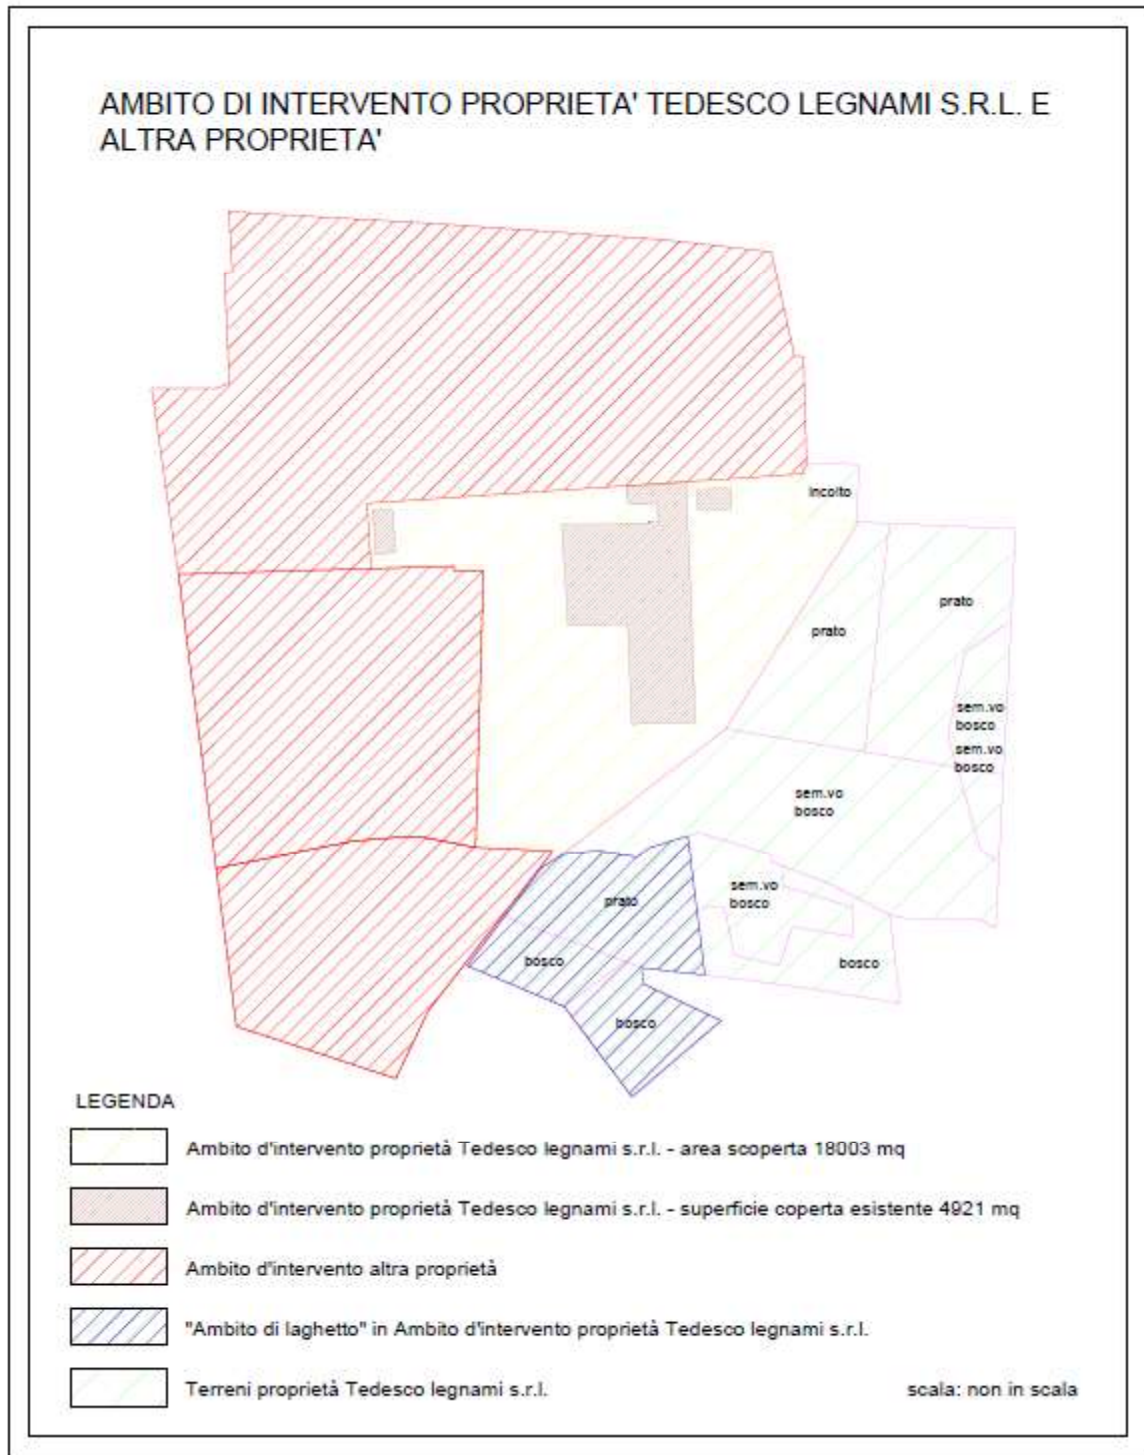 AMBITO DI INTERVENTO PROPRIETA' TEDESCO LEGNAMI S.R.L. E
ALTRA PROPRIETA'
incolto
prato
prato
sem.vo
bosco
sem.vo
bosco
sem.vo
bosco
sem.vo
bosco
prato
bosco
bosco
bosco
LEGENDA
Ambito d'intervento proprietà Tedesco legnami s.r.l. - area scoperta 18003 mq
Ambito d'intervento proprietà Tedesco legnami s.r.l. - superficie coperta esistente 4921 mq
Ambito d'intervento altra proprietà
"Ambito di laghetto" in Ambito d'intervento proprietà Tedesco legnami s.r.l.
Terreni proprietà Tedesco legnami s.r.l.
scala: non in scala